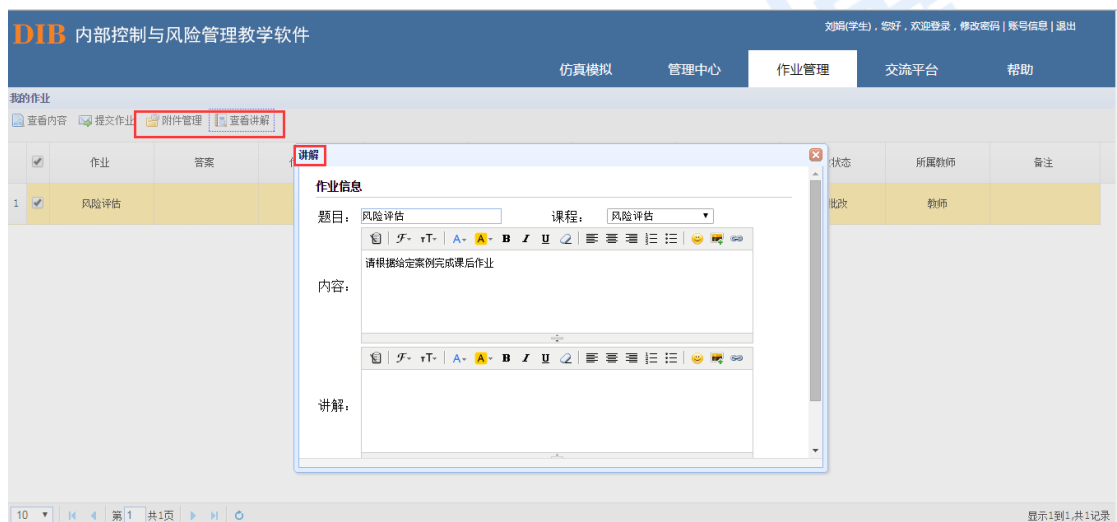 DIB 内部控制与风险管理教学软件
刘娟(学生)，您好，欢迎登录，修改密码 | 账号信息 | 退出
仿真模拟 管理中心 作业管理 交流平台 帮助
我的作业
查看内容 提交作业 附件管理 查看讲解
作业 答案 状态 所属教师 备注
1 风险评估 批改 教师
讲解
作业信息
题目： 风险评估 课程： 风险评估
内容：
请根据给定案例完成课后作业
讲解：
10 第 1 共1页 显示1到1,共1记录